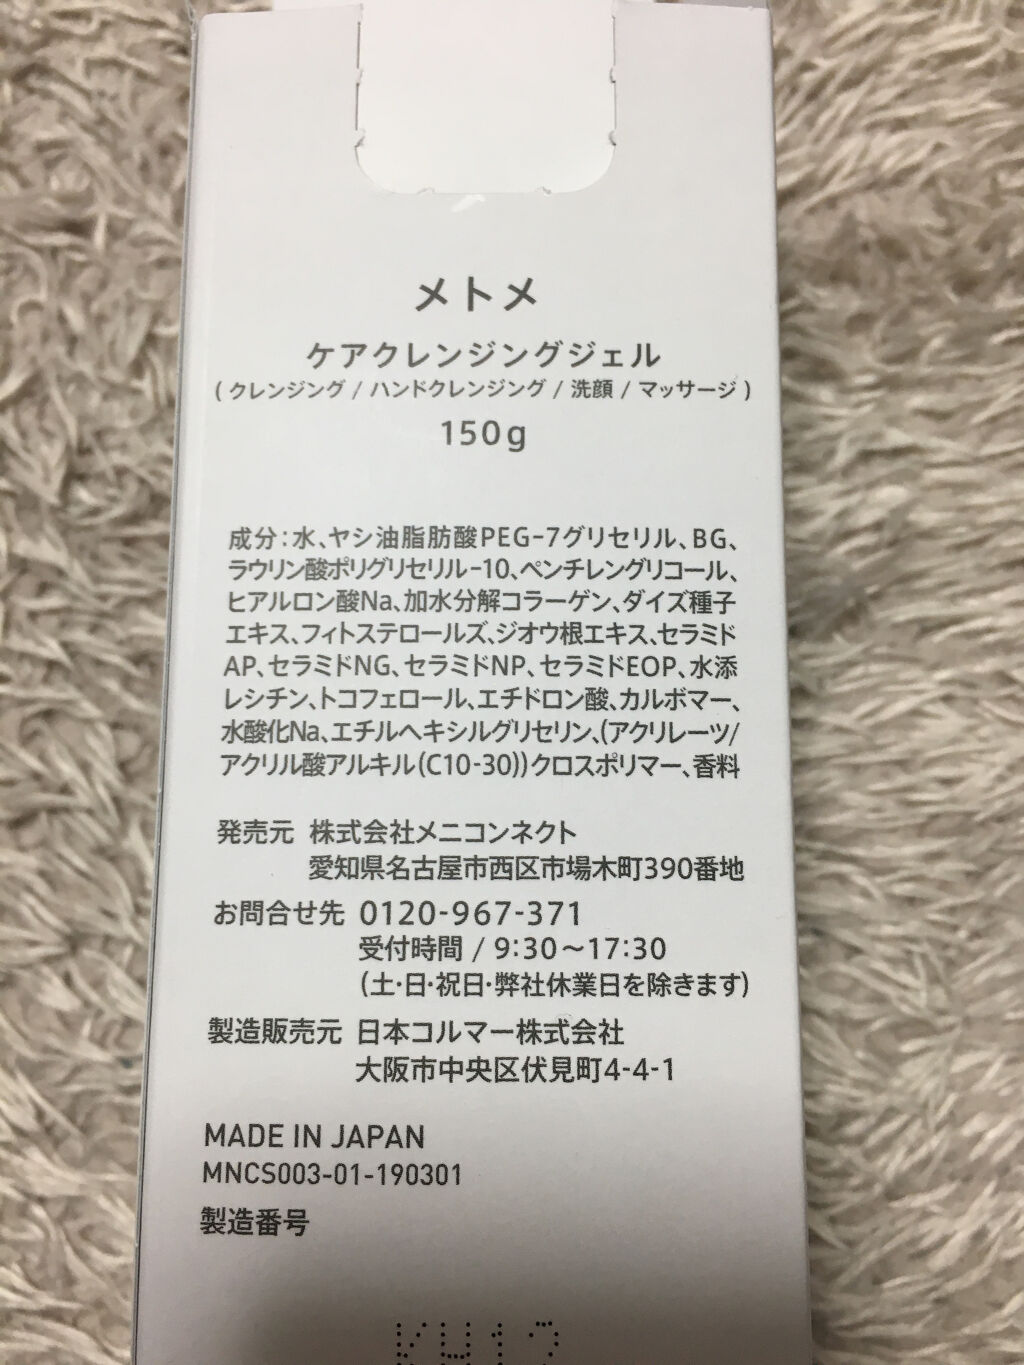 メトメ
ケアクレンジングジェル
(クレンジング / ハンドクレンジング / 洗顔 / マッサージ)
150g
成分:水、ヤシ油脂肪酸PEG-7グリセリル、BG、
ラウリン酸ポリグリセリル-10、ペンチレングリコール、
ヒアルロン酸Na、加水分解コラーゲン、ダイズ種子
エキス、フィトステロールズ、ジオウ根エキス、セラミド
AP、セラミドNG、セラミドNP、セラミドEOP、水添
レシチン、トコフェロール、エチドロン酸、カルボマー、
水酸化Na、エチルヘキシルグリセリン、(アクリレーツ/
アクリル酸アルキル(C10-30))クロスポリマー、香料
発売元 株式会社メニコンネクト
愛知県名古屋市西区市場木町390番地
お問合せ先 0120-967-371
受付時間 / 9:30〜17:30
(土・日・祝日・弊社休業日を除きます)
製造販売元 日本コルマー株式会社
大阪市中央区伏見町4-4-1
MADE IN JAPAN
MNCS003-01-190301
製造番号